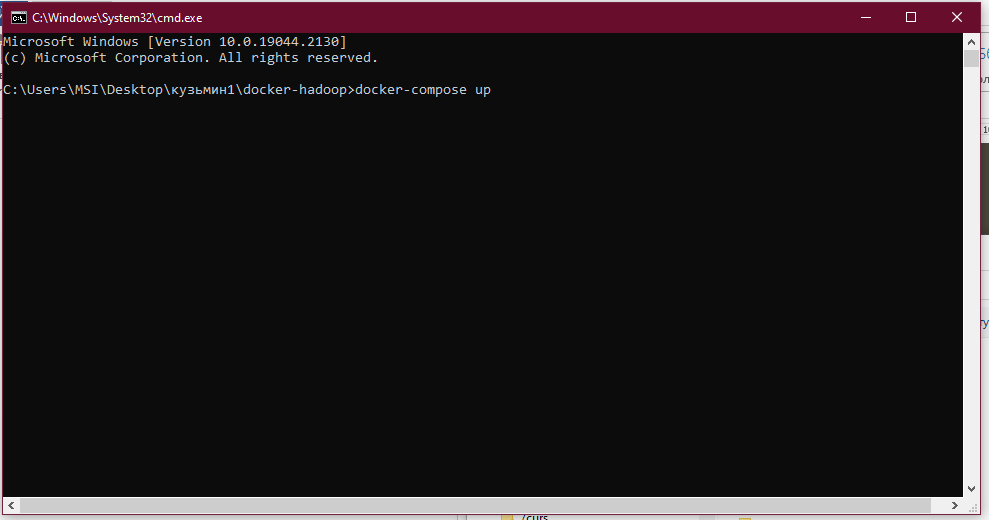 C:\Windows\System32\cmd.exe
Microsoft Windows [Version 10.0.19044.2130]
(c) Microsoft Corporation. All rights reserved.
C:\Users\MSI\Desktop\кузьмин1\docker-hadoop>docker-compose up
/curs